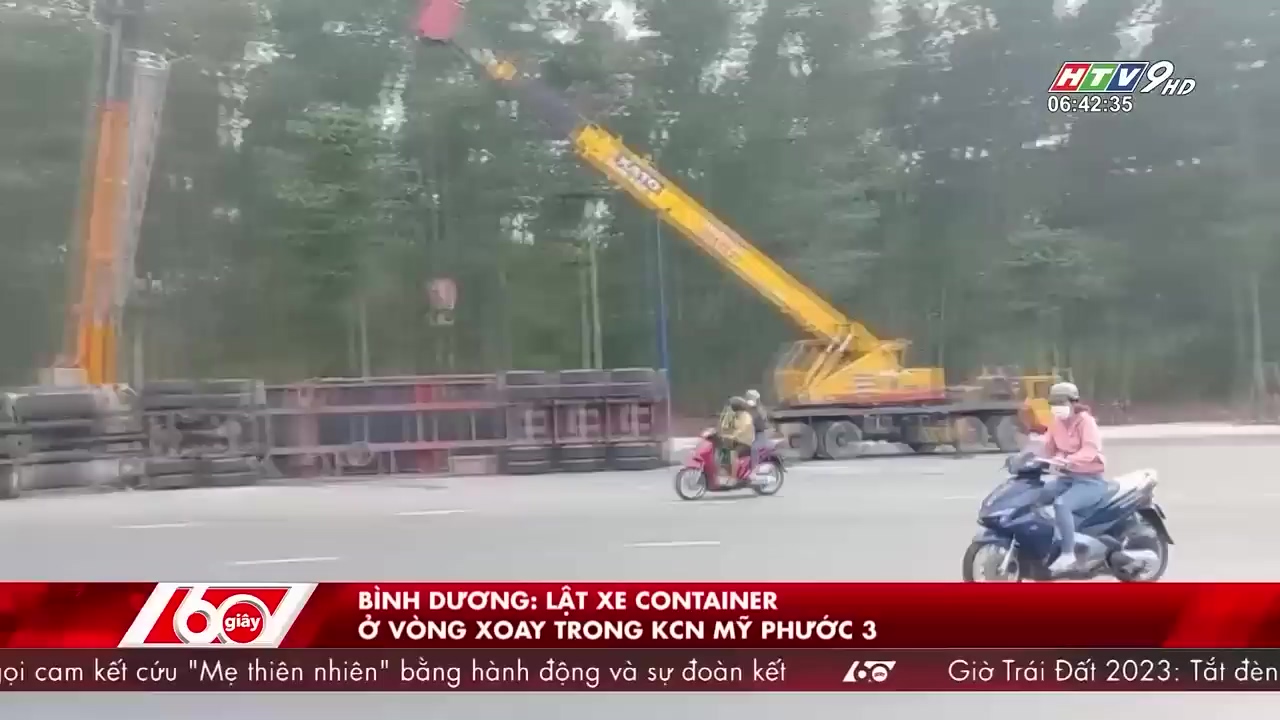 HTV9 HD
06:42:35
KATO
60 giây
BÌNH DƯƠNG: LẬT XE CONTAINER
Ở VÒNG XOAY TRONG KCN MỸ PHƯỚC 3
gọi cam kết cứu "Mẹ thiên nhiên" bằng hành động và sự đoàn kết
60 Giờ Trái Đất 2023: Tắt đèn